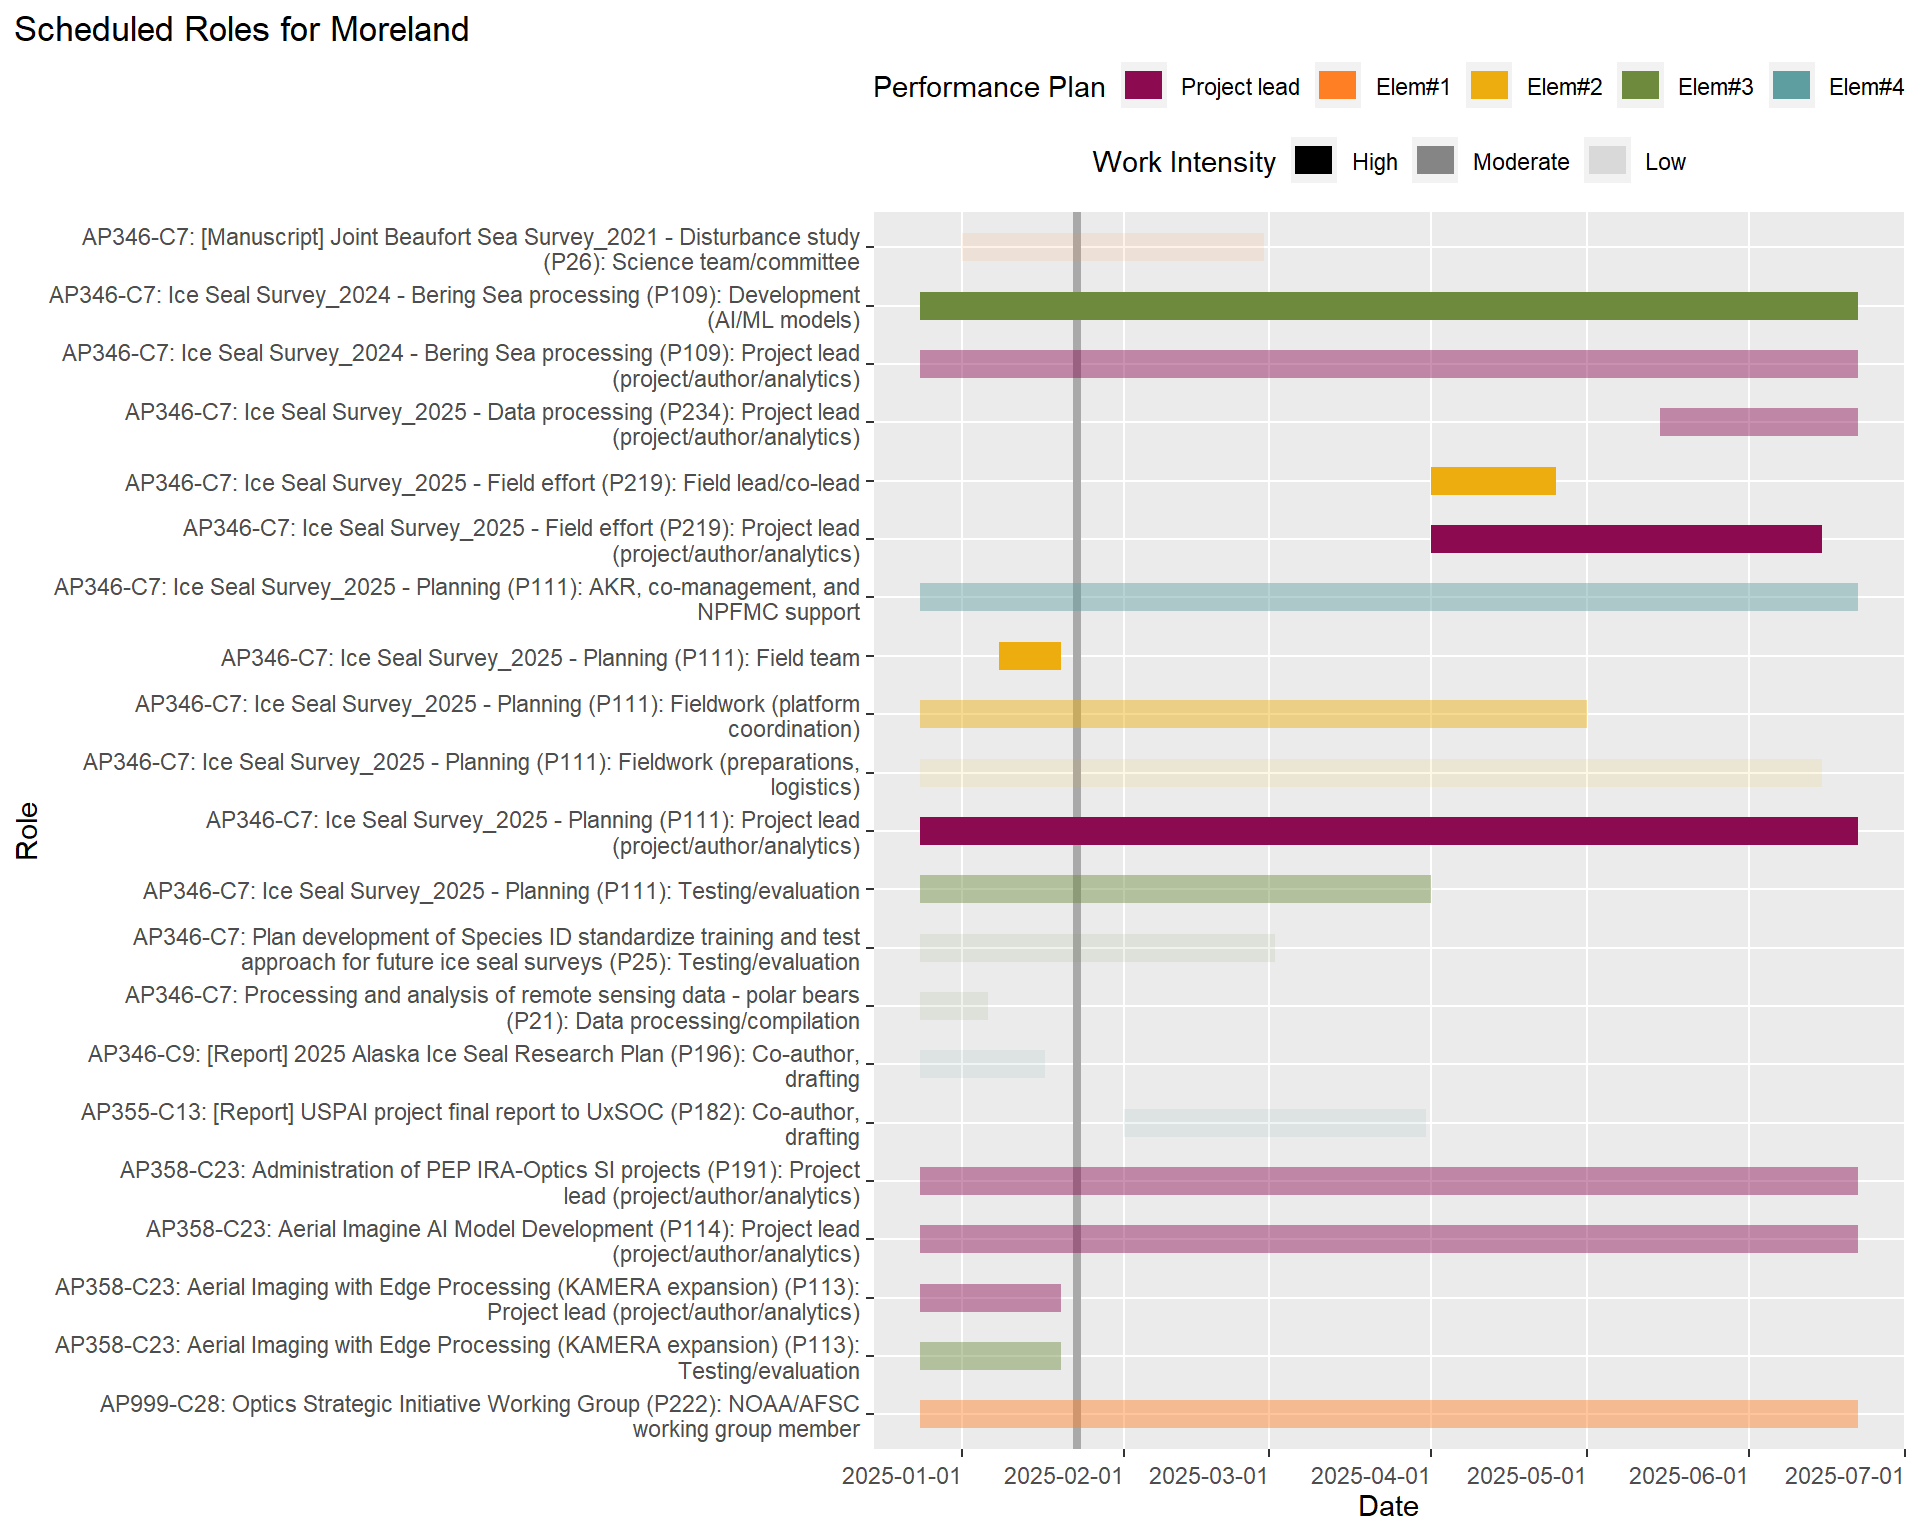 Scheduled Roles for Moreland
Performance Plan Project lead Elem#1 Elem#2 Elem#3 Elem#4
Work Intensity High Moderate Low
AP346-C7: [Manuscript] Joint Beaufort Sea Survey_2021 - Disturbance study
(P26): Science team/committee
AP346-C7: Ice Seal Survey_2024 - Bering Sea processing (P109): Development
(AI/ML models)
AP346-C7: Ice Seal Survey_2024 - Bering Sea processing (P109): Project lead
(project/author/analytics)
AP346-C7: Ice Seal Survey_2025 - Data processing (P234): Project lead
(project/author/analytics)
AP346-C7: Ice Seal Survey_2025 - Field effort (P219): Field lead/co-lead
AP346-C7: Ice Seal Survey_2025 - Field effort (P219): Project lead
(project/author/analytics)
AP346-C7: Ice Seal Survey_2025 - Planning (P111): AKR, co-management, and
NPFMC support
AP346-C7: Ice Seal Survey_2025 - Planning (P111): Field team
AP346-C7: Ice Seal Survey_2025 - Planning (P111): Fieldwork (platform
coordination)
AP346-C7: Ice Seal Survey_2025 - Planning (P111): Fieldwork (preparations,
logistics)
AP346-C7: Ice Seal Survey_2025 - Planning (P111): Project lead
(project/author/analytics)
AP346-C7: Ice Seal Survey_2025 - Planning (P111): Testing/evaluation
AP346-C7: Plan development of Species ID standardize training and test
approach for future ice seal surveys (P25): Testing/evaluation
AP346-C7: Processing and analysis of remote sensing data - polar bears
(P21): Data processing/compilation
AP346-C9: [Report] 2025 Alaska Ice Seal Research Plan (P196): Co-author,
drafting
AP355-C13: [Report] USPAI project final report to UxSOC (P182): Co-author,
drafting
AP358-C23: Administration of PEP IRA-Optics SI projects (P191): Project
lead (project/author/analytics)
AP358-C23: Aerial Imagine AI Model Development (P114): Project lead
(project/author/analytics)
AP358-C23: Aerial Imaging with Edge Processing (KAMERA expansion) (P113):
Project lead (project/author/analytics)
AP358-C23: Aerial Imaging with Edge Processing (KAMERA expansion) (P113):
Testing/evaluation
AP999-C28: Optics Strategic Initiative Working Group (P222): NOAA/AFSC
working group member
Role
2025-01-01 2025-02-01 2025-03-01 2025-04-01 2025-05-01 2025-06-01 2025-07-01
Date